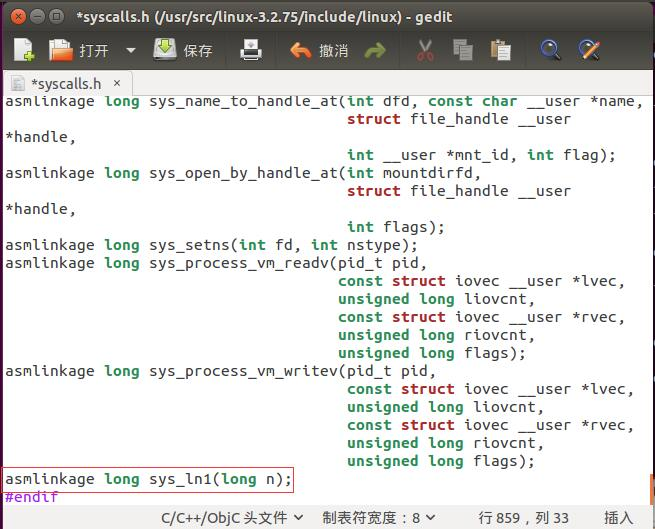 *syscalls.h (/usr/src/linux-3.2.75/include/linux) - gedit
打开 保存 撤消
*syscalls.h ×
asmlinkage long sys_name_to_handle_at(int dfd, const char __user *name,
struct file_handle __user
*handle,
int __user *mnt_id, int flag);
asmlinkage long sys_open_by_handle_at(int mountdirfd,
struct file_handle __user
*handle,
int flags);
asmlinkage long sys_setns(int fd, int nstype);
asmlinkage long sys_process_vm_readv(pid_t pid,
const struct iovec __user *lvec,
unsigned long liovcnt,
const struct iovec __user *rvec,
unsigned long riovcnt,
unsigned long flags);
asmlinkage long sys_process_vm_writev(pid_t pid,
const struct iovec __user *lvec,
unsigned long liovcnt,
const struct iovec __user *rvec,
unsigned long riovcnt,
unsigned long flags);
asmlinkage long sys_ln1(long n);
#endif
C/C++/ObjC 头文件 制表符宽度：8 行 859，列 33 插入